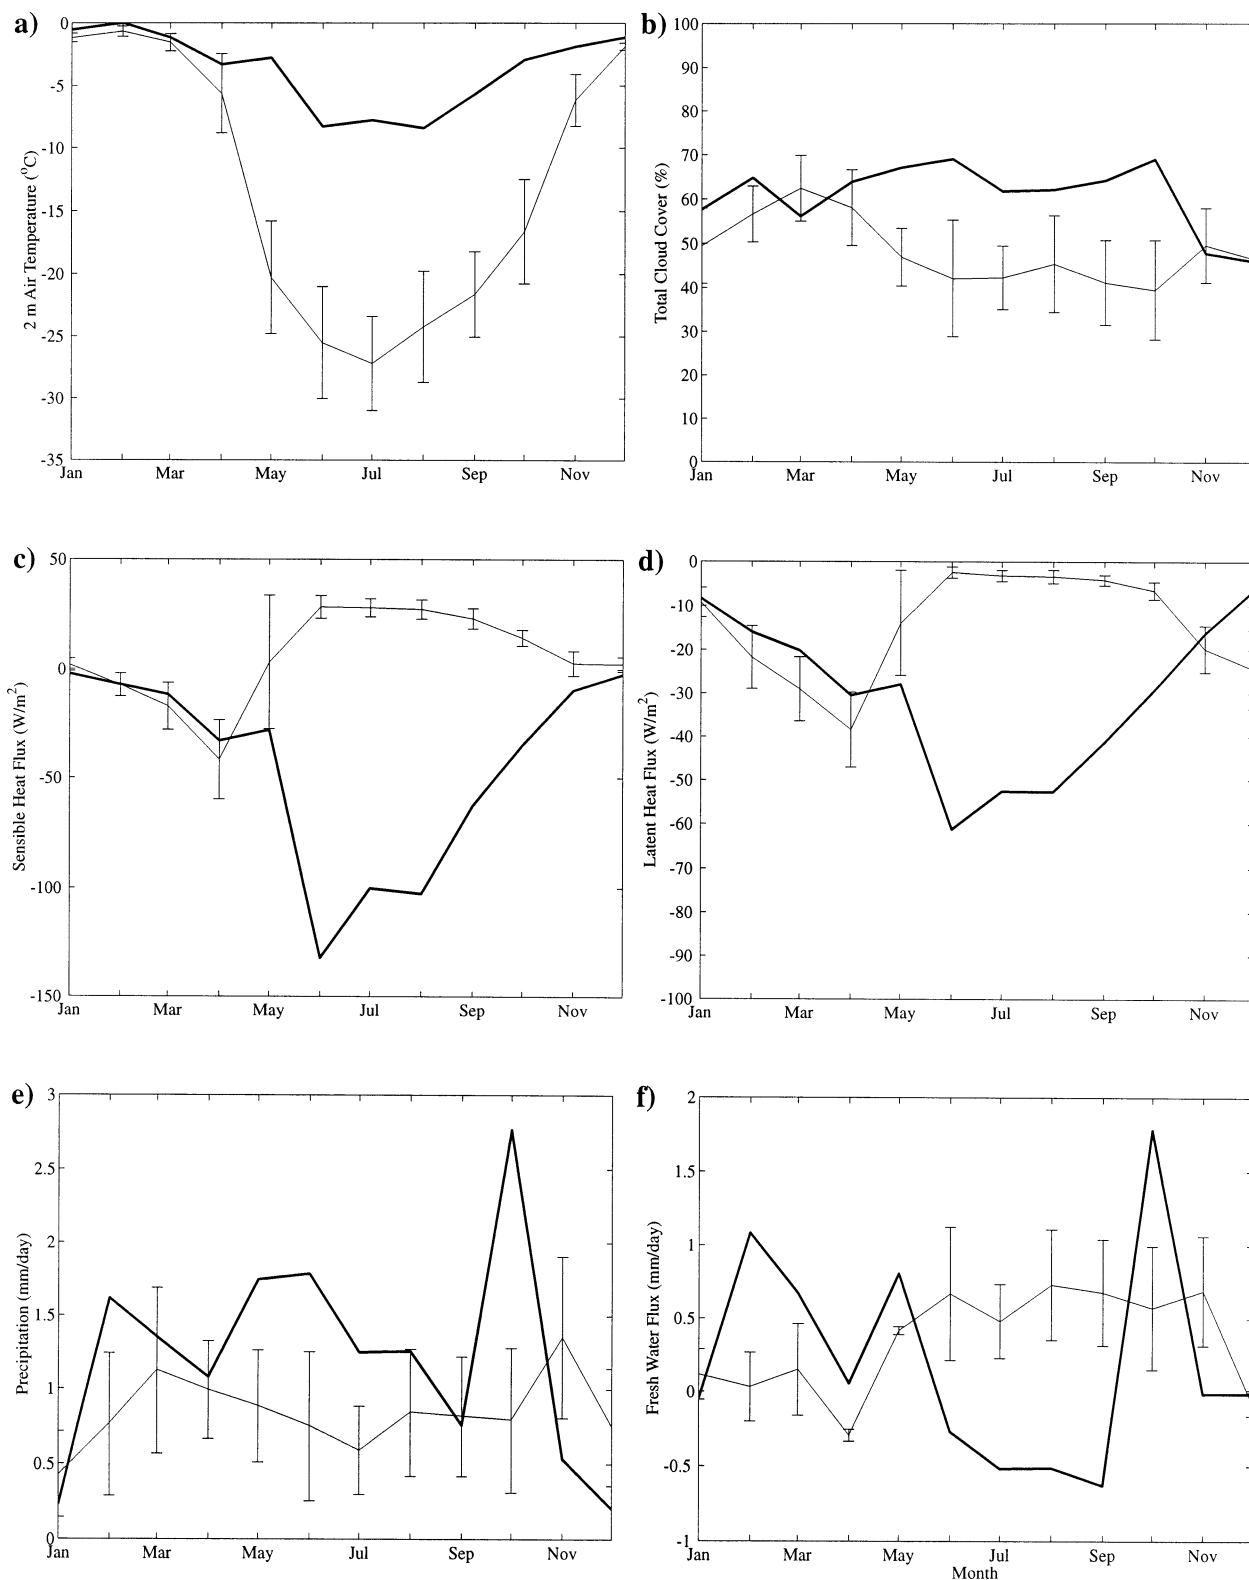 a)
0
-5
-10
-15
-20
-25
-30
-35
2 m Air Temperature (°C)
Jan Mar May Jul Sep Nov
b)
100
90
80
70
60
50
40
30
20
10
0
Total Cloud Cover (%)
Jan Mar May Jul Sep Nov
c)
50
0
-50
-100
-150
Sensible Heat Flux (W/m²)
Jan Mar May Jul Sep Nov
d)
0
-10
-20
-30
-40
-50
-60
-70
-80
-90
-100
Latent Heat Flux (W/m²)
Jan Mar May Jul Sep Nov
e)
3
2.5
2
1.5
1
0.5
0
Precipitation (mm/day)
Jan Mar May Jul Sep Nov
f)
2
1.5
1
0.5
0
-0.5
-1
Fresh Water Flux (mm/day)
Jan Mar May Jul Sep Nov
Month